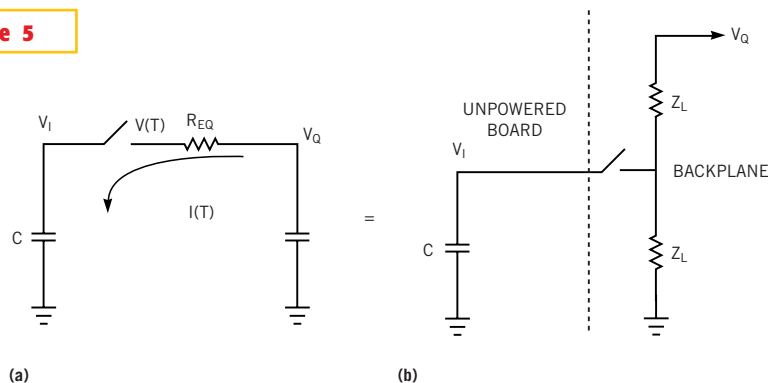 e 5
V_I
V(T)
R_EQ
V_Q
I(T)
C
(a)
=
UNPOWERED
BOARD
V_I
C
V_Q
Z_L
BACKPLANE
Z_L
(b)